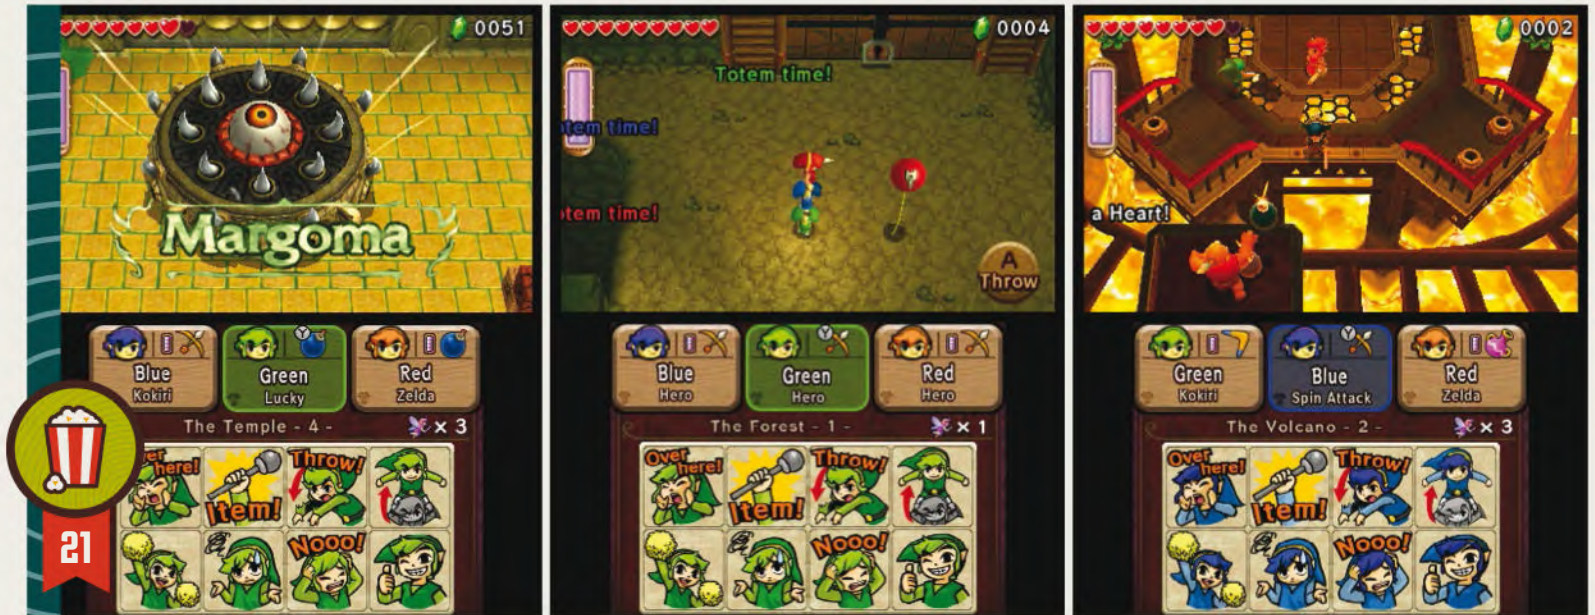 0051
Margoma
Blue
Kokiri
Y
Green
Lucky
Red
Zelda
The Temple - 4 -
x 3
Over here!
Item!
Throw!
Nooo!
21
0004
Totem time!
tem time!
tem time!
A
Throw
Blue
Hero
Y
Green
Hero
Red
Hero
The Forest - 1 -
x 1
Over here!
Item!
Throw!
Nooo!
0002
a Heart!
Green
Kokiri
Y
Blue
Spin Attack
Red
Zelda
The Volcano - 2 -
x 3
Over here!
Item!
Throw!
Nooo!